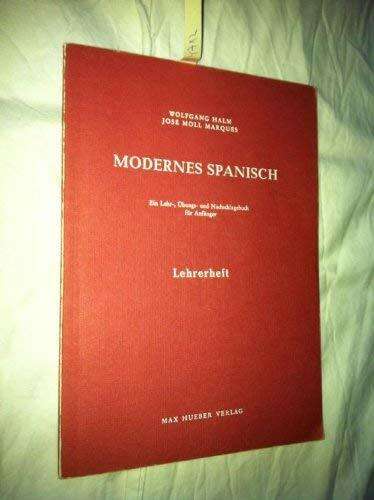 WOLFGANG HALM
JOSE MOLL MARQUES
MODERNES SPANISCH
Ein Lehr-, Übungs- und Nachschlagebuch
für Anfänger
Lehrerheft
MAX HUEBER VERLAG